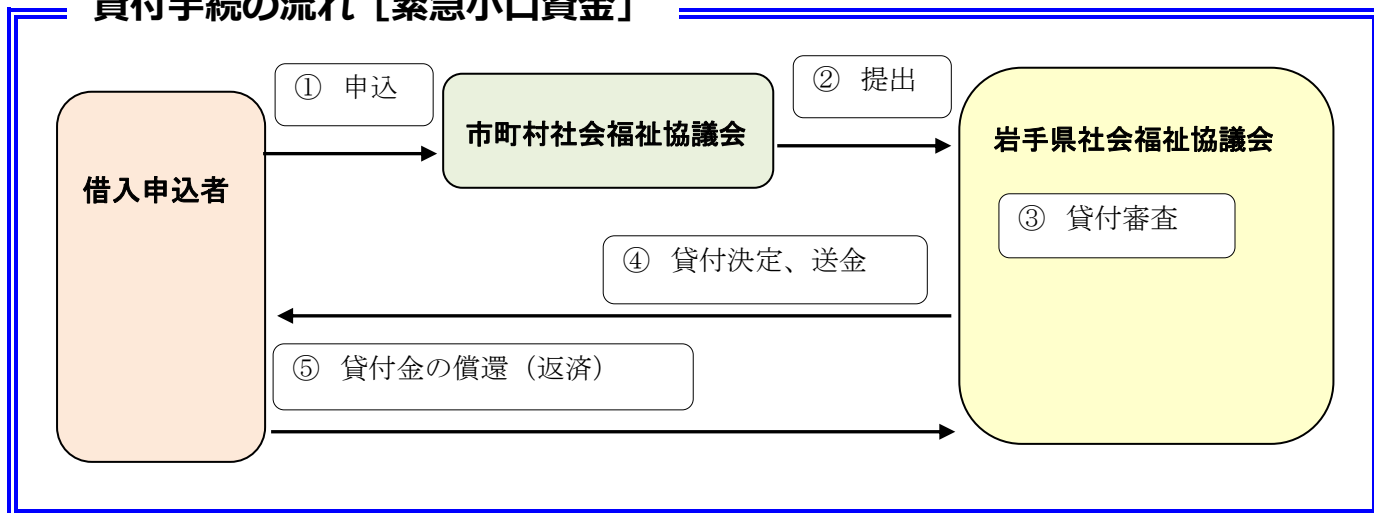 貸付手続の流れ［緊急小口資金］
① 申込
② 提出
市町村社会福祉協議会
岩手県社会福祉協議会
借入申込者
③ 貸付審査
④ 貸付決定、送金
⑤ 貸付金の償還（返済）